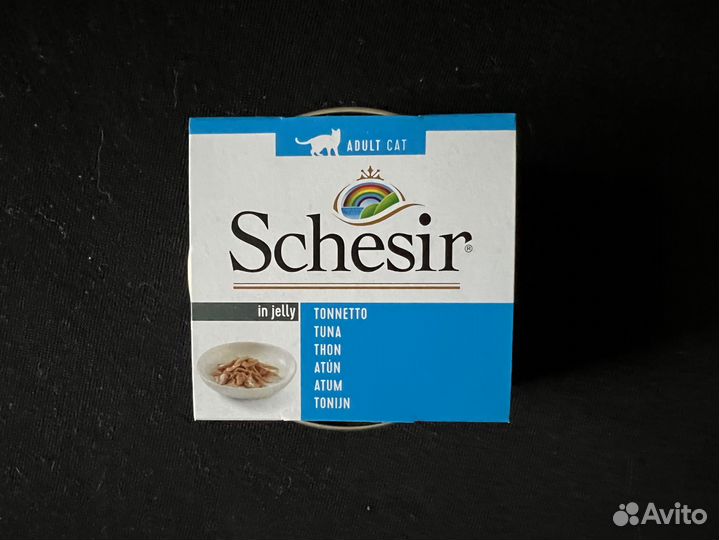 ADULT CAT
Schesir®
in jelly
TONNETTO
TUNA
THON
ATÚN
ATUM
TONIJN
Avito